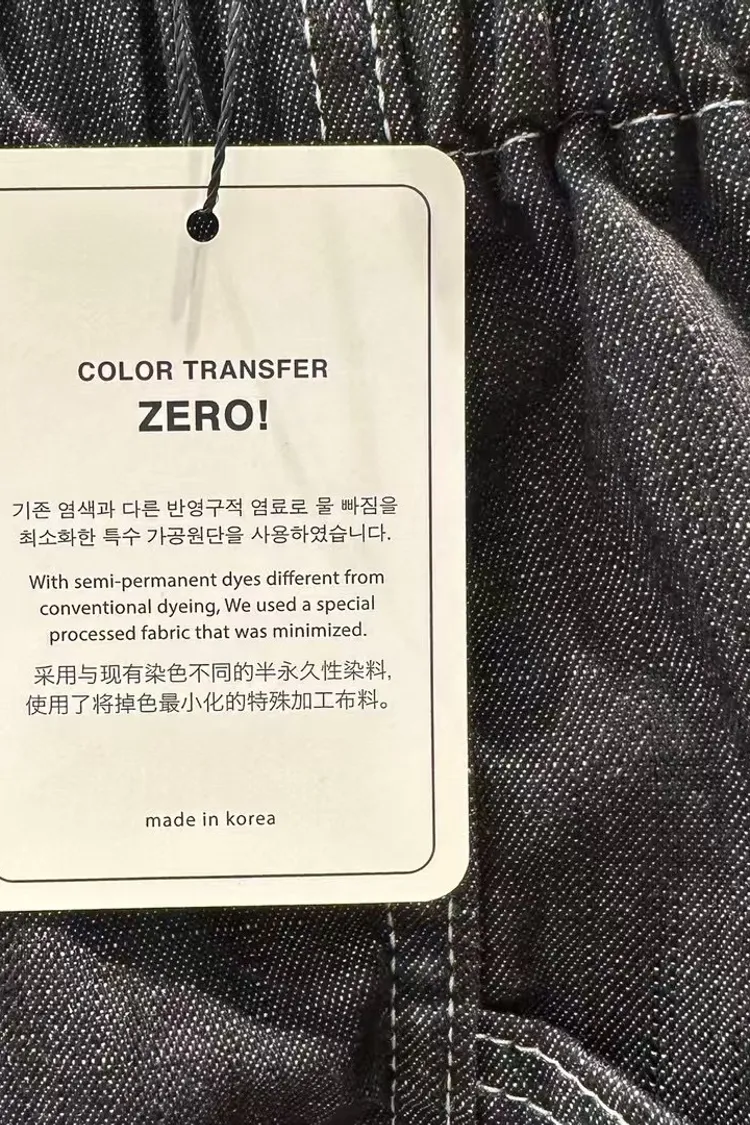 COLOR TRANSFER
ZERO!
기존 염색과 다른 반영구적 염료로 물 빠짐을
최소화한 특수 가공원단을 사용하였습니다.
With semi-permanent dyes different from
conventional dyeing, We used a special
processed fabric that was minimized.
采用与现有染色不同的半永久性染料,
使用了将掉色最小化的特殊加工布料。
made in korea